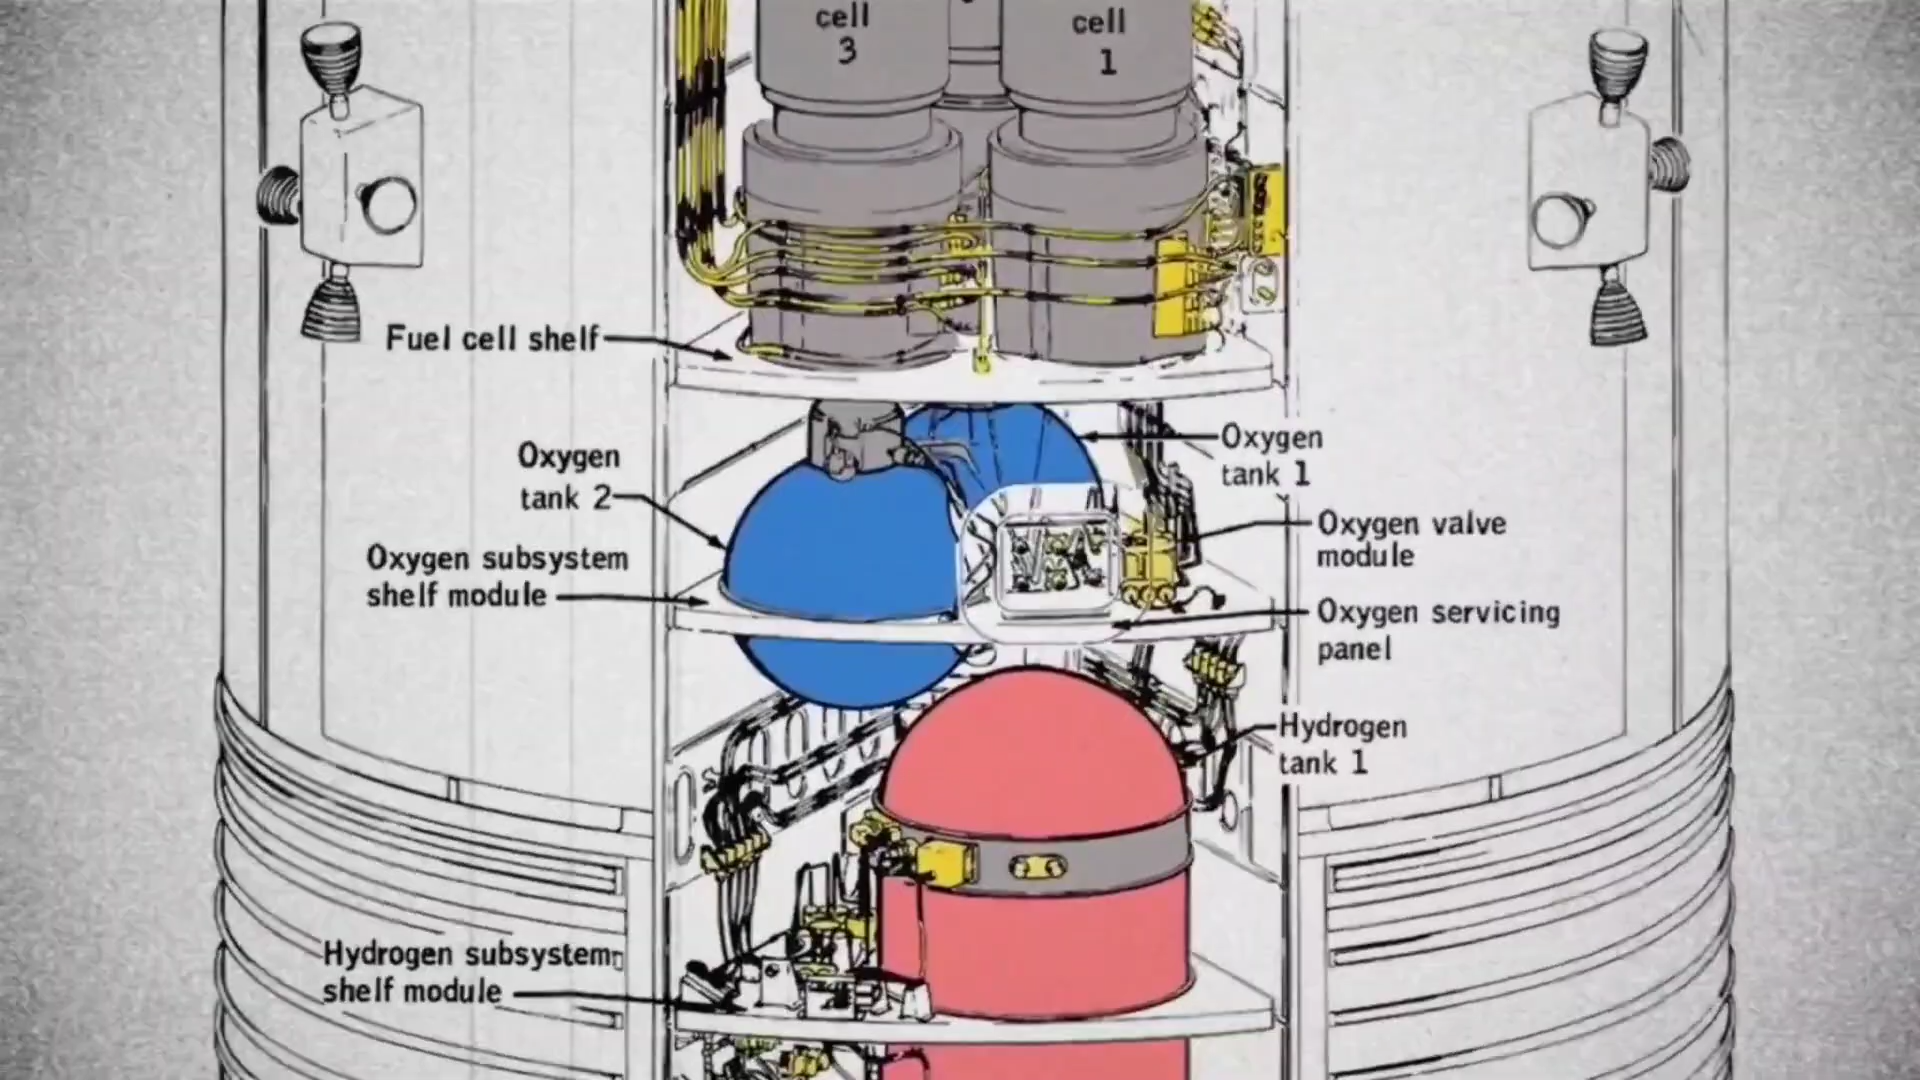 cell
3
cell
1
Fuel cell shelf
Oxygen
tank 2
Oxygen
tank 1
Oxygen subsystem
shelf module
Oxygen valve
module
Oxygen servicing
panel
Hydrogen
tank 1
Hydrogen subsystem
shelf module